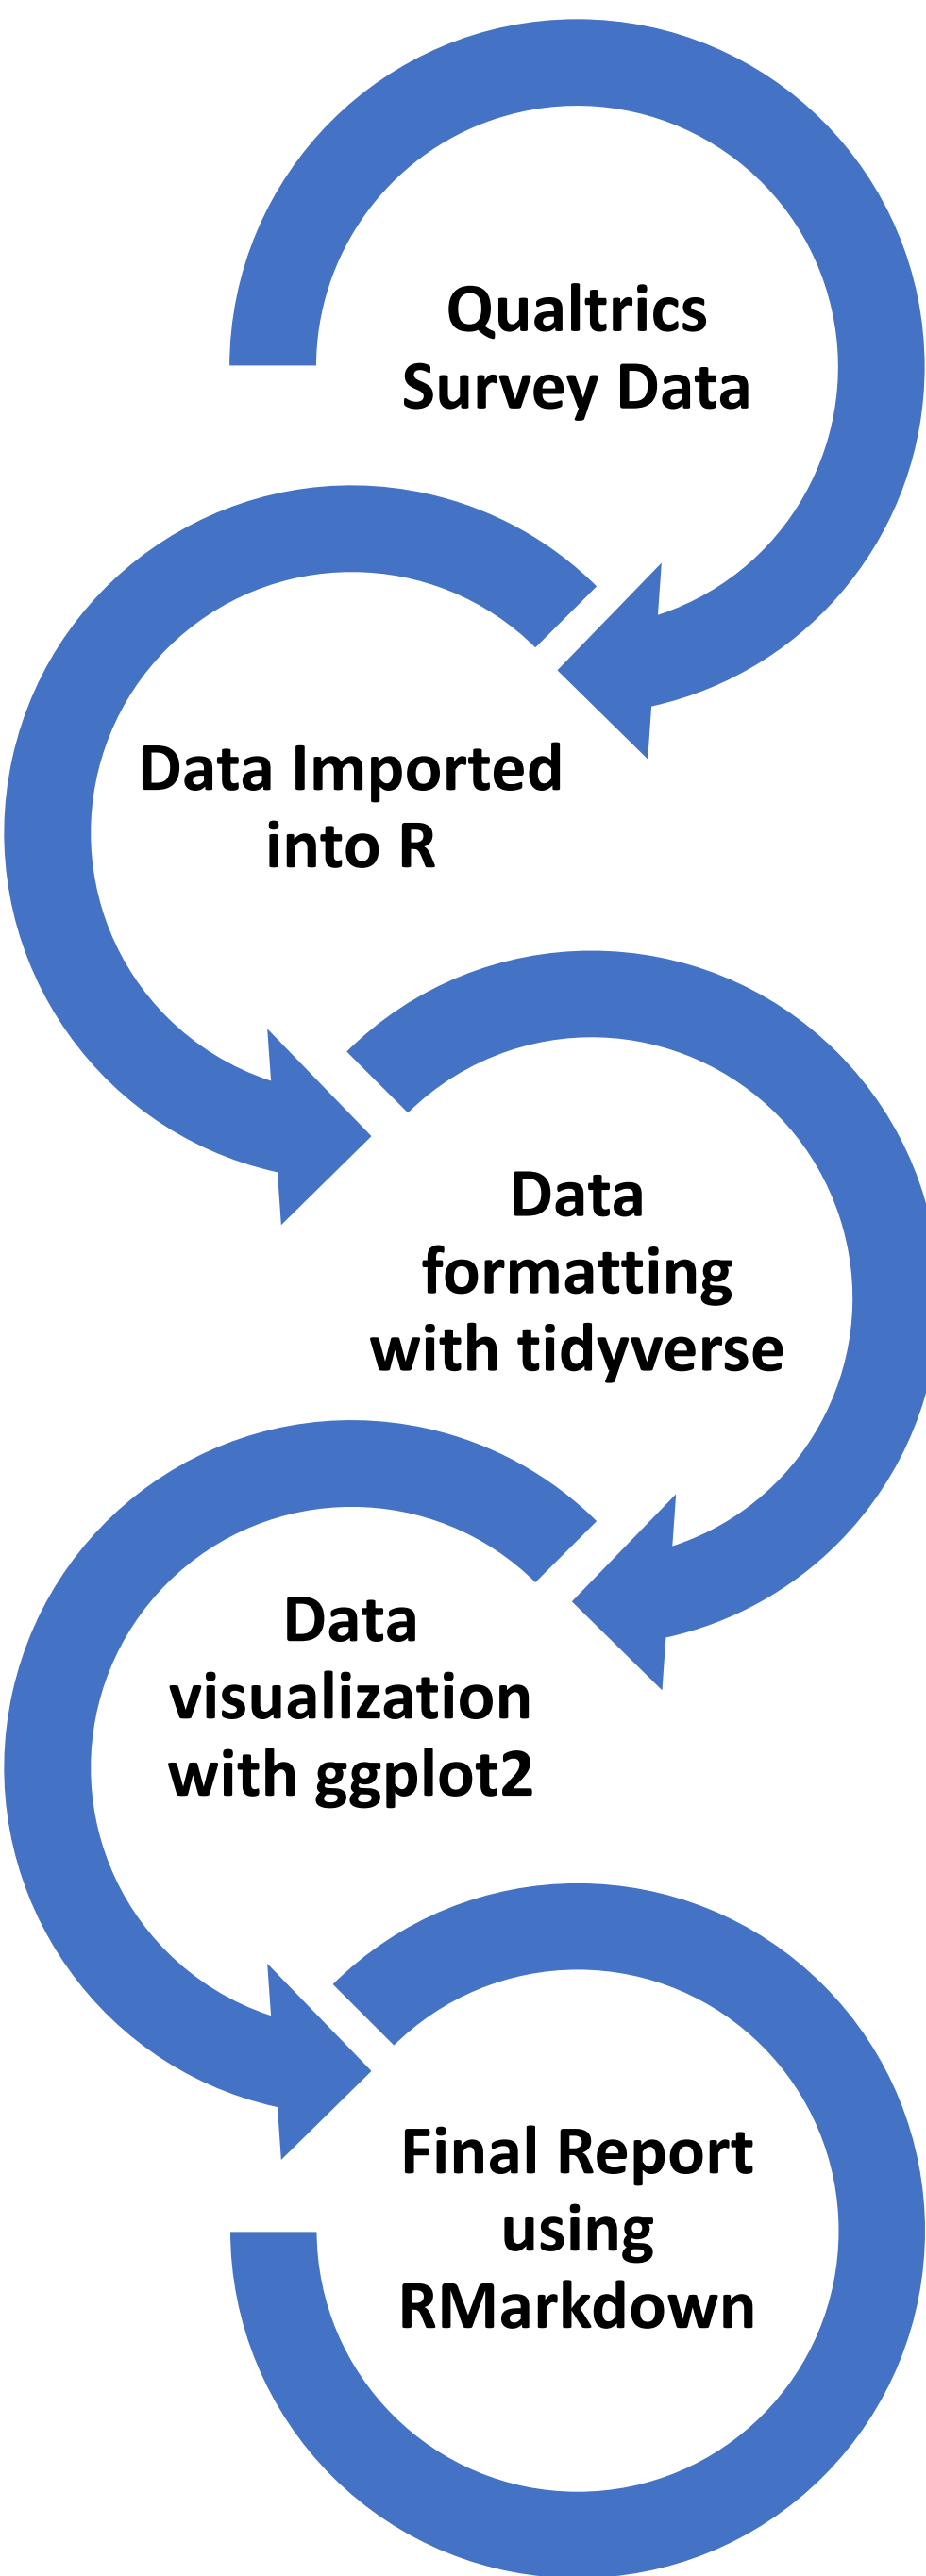 Qualtrics
Survey Data
Data Imported
into R
Data
formatting
with tidyverse
Data
visualization
with ggplot2
Final Report
using
RMarkdown